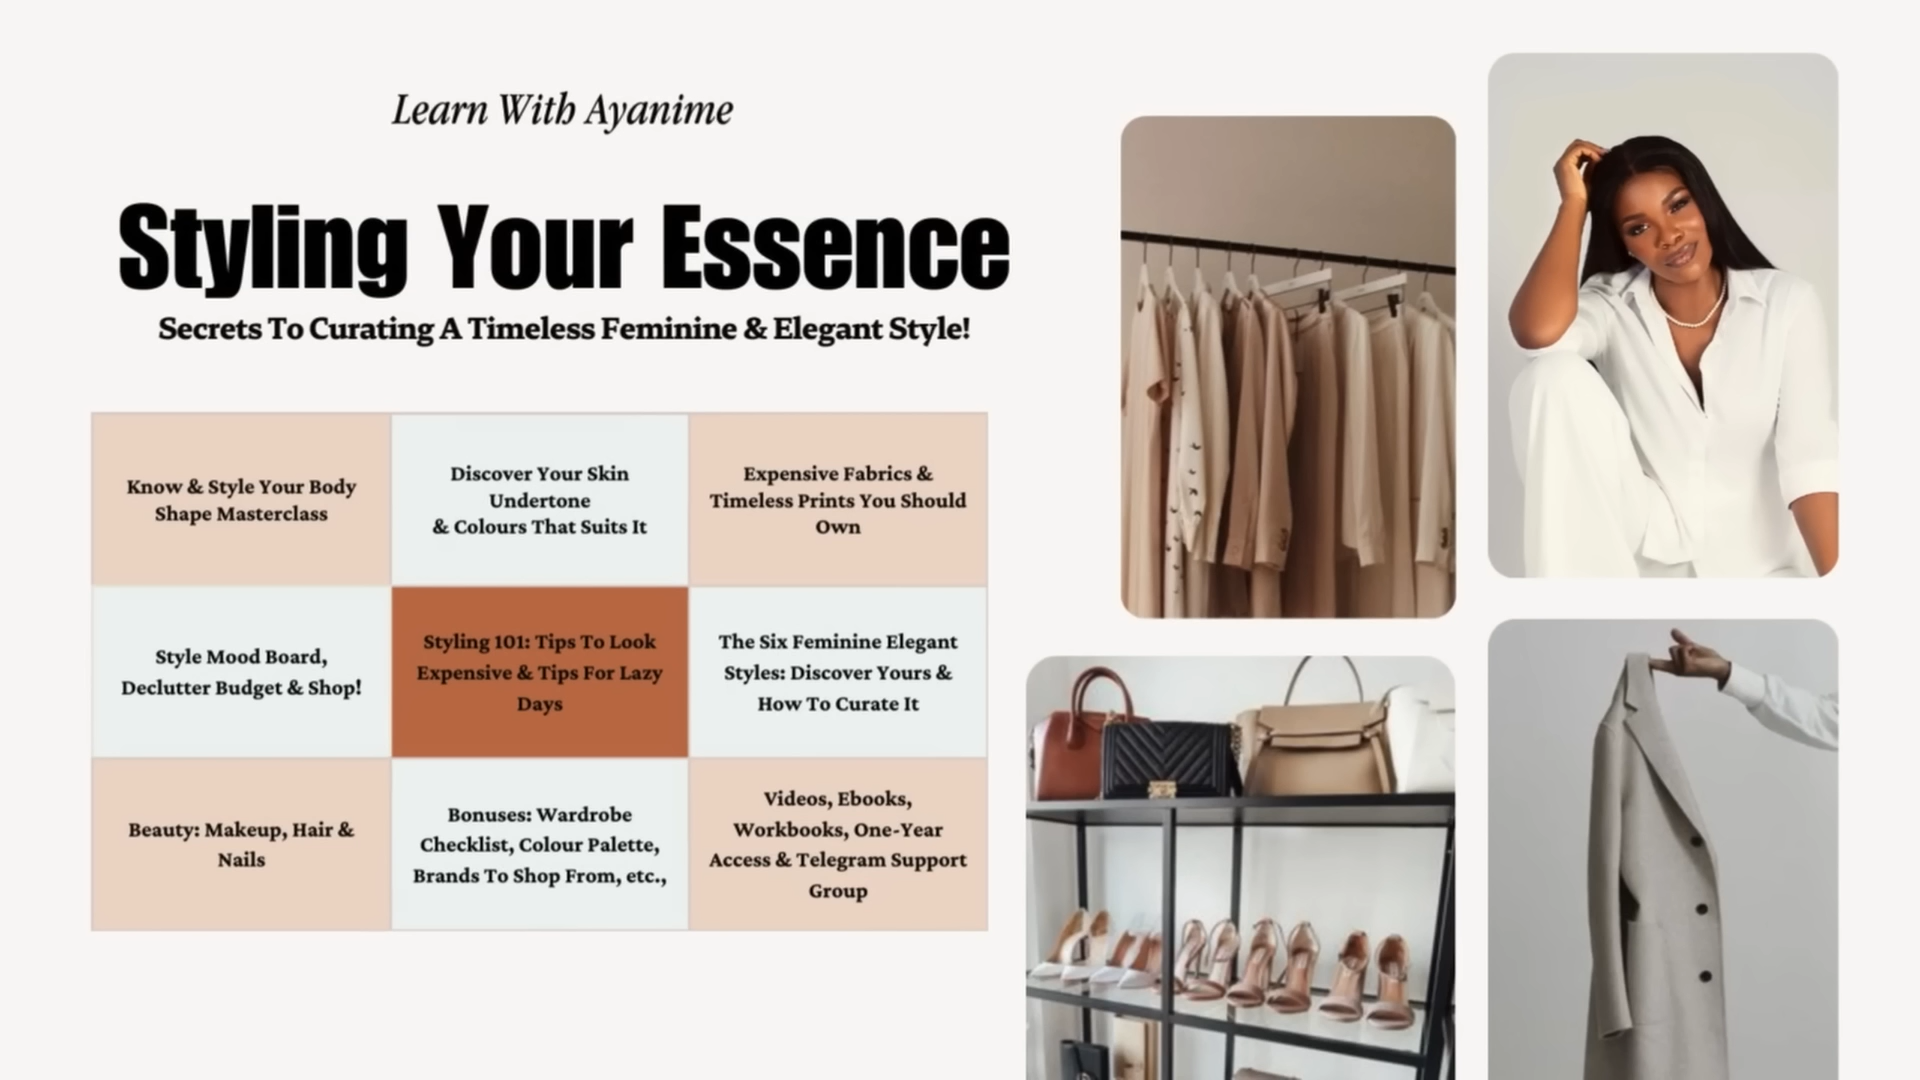 Learn With Ayanime
Styling Your Essence
Secrets To Curating A Timeless Feminine & Elegant Style!
Know & Style Your Body
Shape Masterclass
Discover Your Skin
Undertone
& Colours That Suits It
Expensive Fabrics &
Timeless Prints You Should
Own
Style Mood Board,
Declutter Budget & Shop!
Styling 101: Tips To Look
Expensive & Tips For Lazy
Days
The Six Feminine Elegant
Styles: Discover Yours &
How To Curate It
Beauty: Makeup, Hair &
Nails
Bonuses: Wardrobe
Checklist, Colour Palette,
Brands To Shop From, etc.,
Videos, Ebooks,
Workbooks, One-Year
Access & Telegram Support
Group